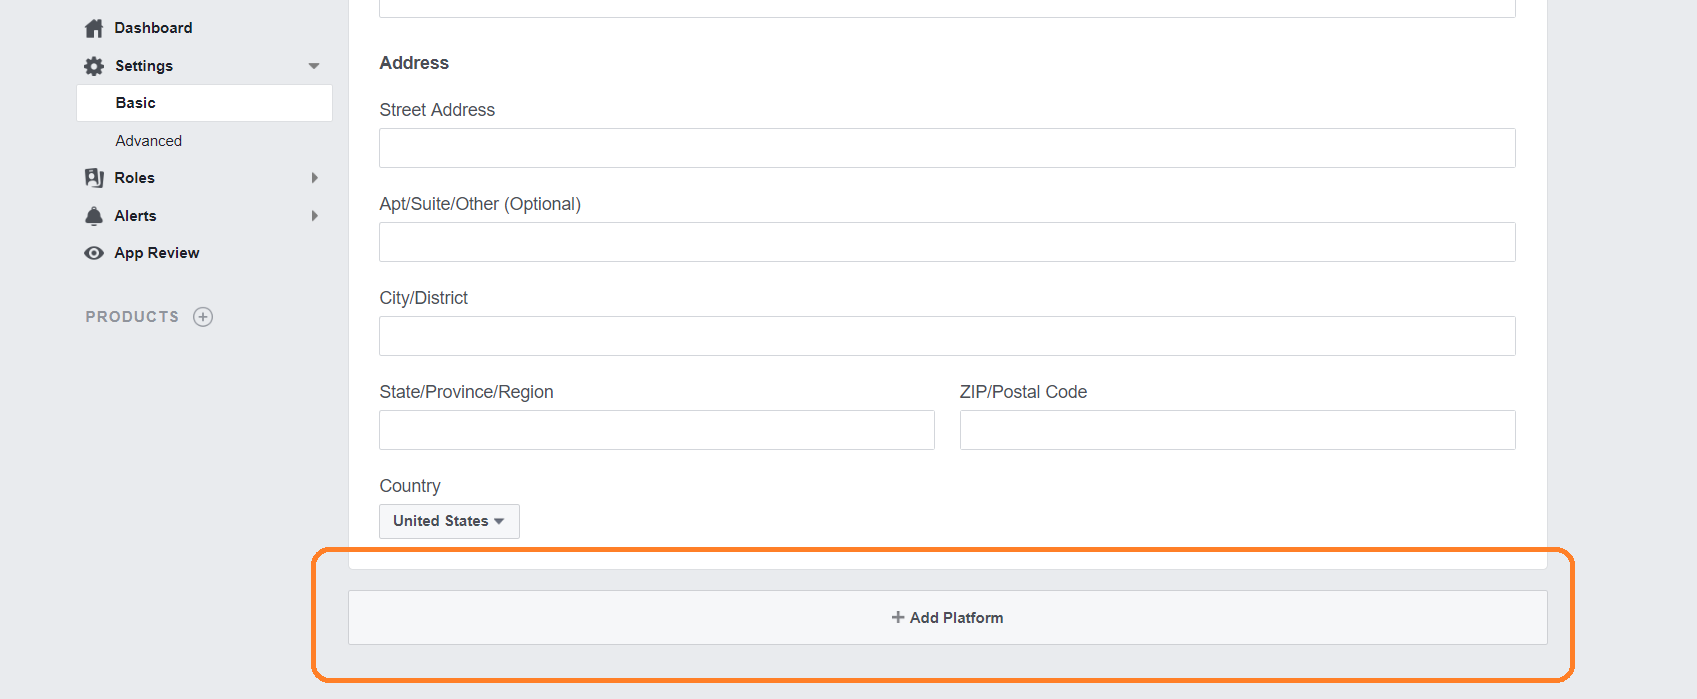 Dashboard
Settings
Basic
Advanced
Roles
Alerts
App Review
PRODUCTS
Address
Street Address
Apt/Suite/Other (Optional)
City/District
State/Province/Region
ZIP/Postal Code
Country
United States
+ Add Platform